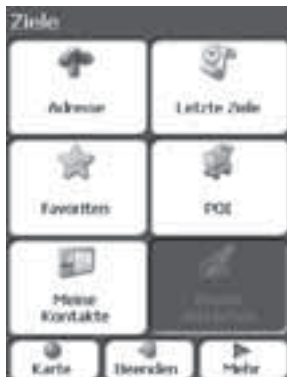 Ziele
Adresse
Letzte Ziele
Favoriten
POI
Meine
Kontakte
Karte
Beenden
Mehr